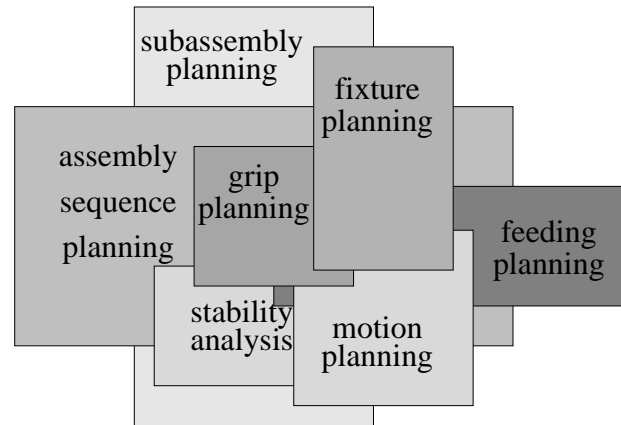 subassembly
planning
fixture
planning
assembly
sequence
planning
grip
planning
feeding
planning
stability
analysis
motion
planning